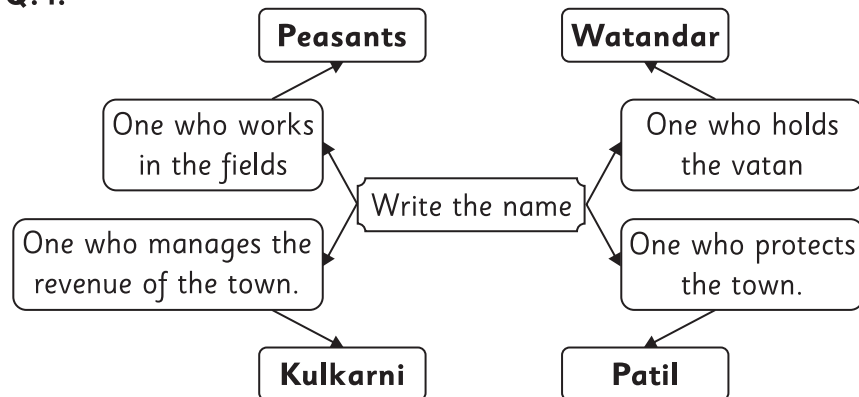 Peasants
Watandar
One who works
in the fields
One who holds
the vatan
Write the name
One who manages the
revenue of the town.
One who protects
the town.
Kulkarni
Patil